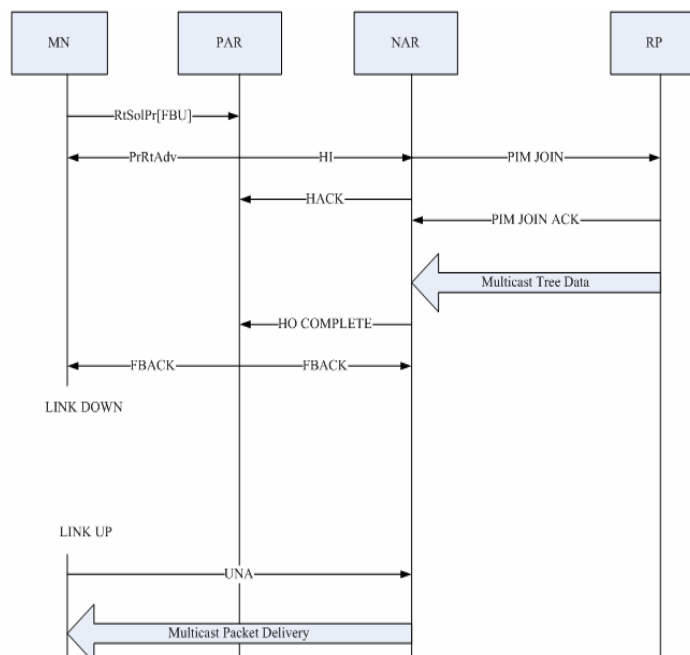 MN
PAR
NAR
RP
RtSolPr[FBU]
PrRtAdv
HI
PIM JOIN
HACK
PIM JOIN ACK
Multicast Tree Data
HO COMPLETE
FBACK
FBACK
LINK DOWN
LINK UP
UNA
Multicast Packet Delivery